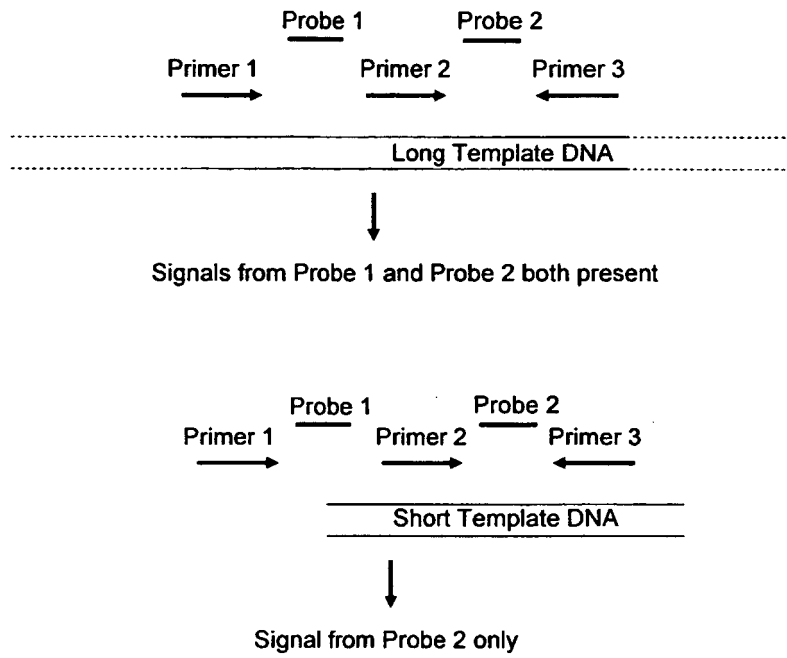 Probe 1 Probe 2
Primer 1 Primer 2 Primer 3
Long Template DNA
Signals from Probe 1 and Probe 2 both present
Probe 1 Probe 2
Primer 1 Primer 2 Primer 3
Short Template DNA
Signal from Probe 2 only